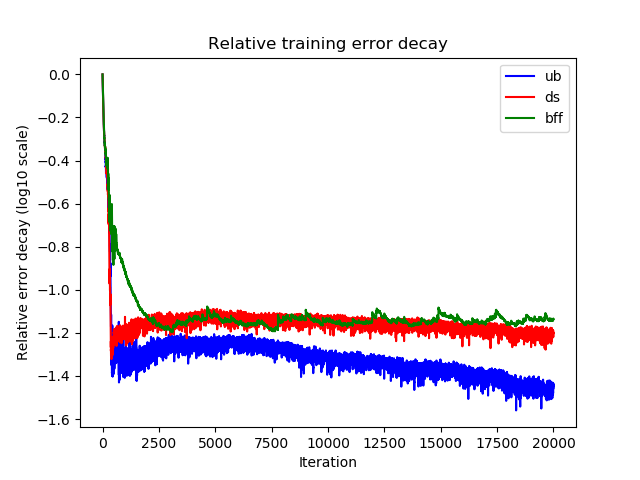 Relative training error decay
Relative error decay (log10 scale)
0.0
−0.2
−0.4
−0.6
−0.8
−1.0
−1.2
−1.4
−1.6
ub
ds
bff
0 2500 5000 7500 10000 12500 15000 17500 20000
Iteration